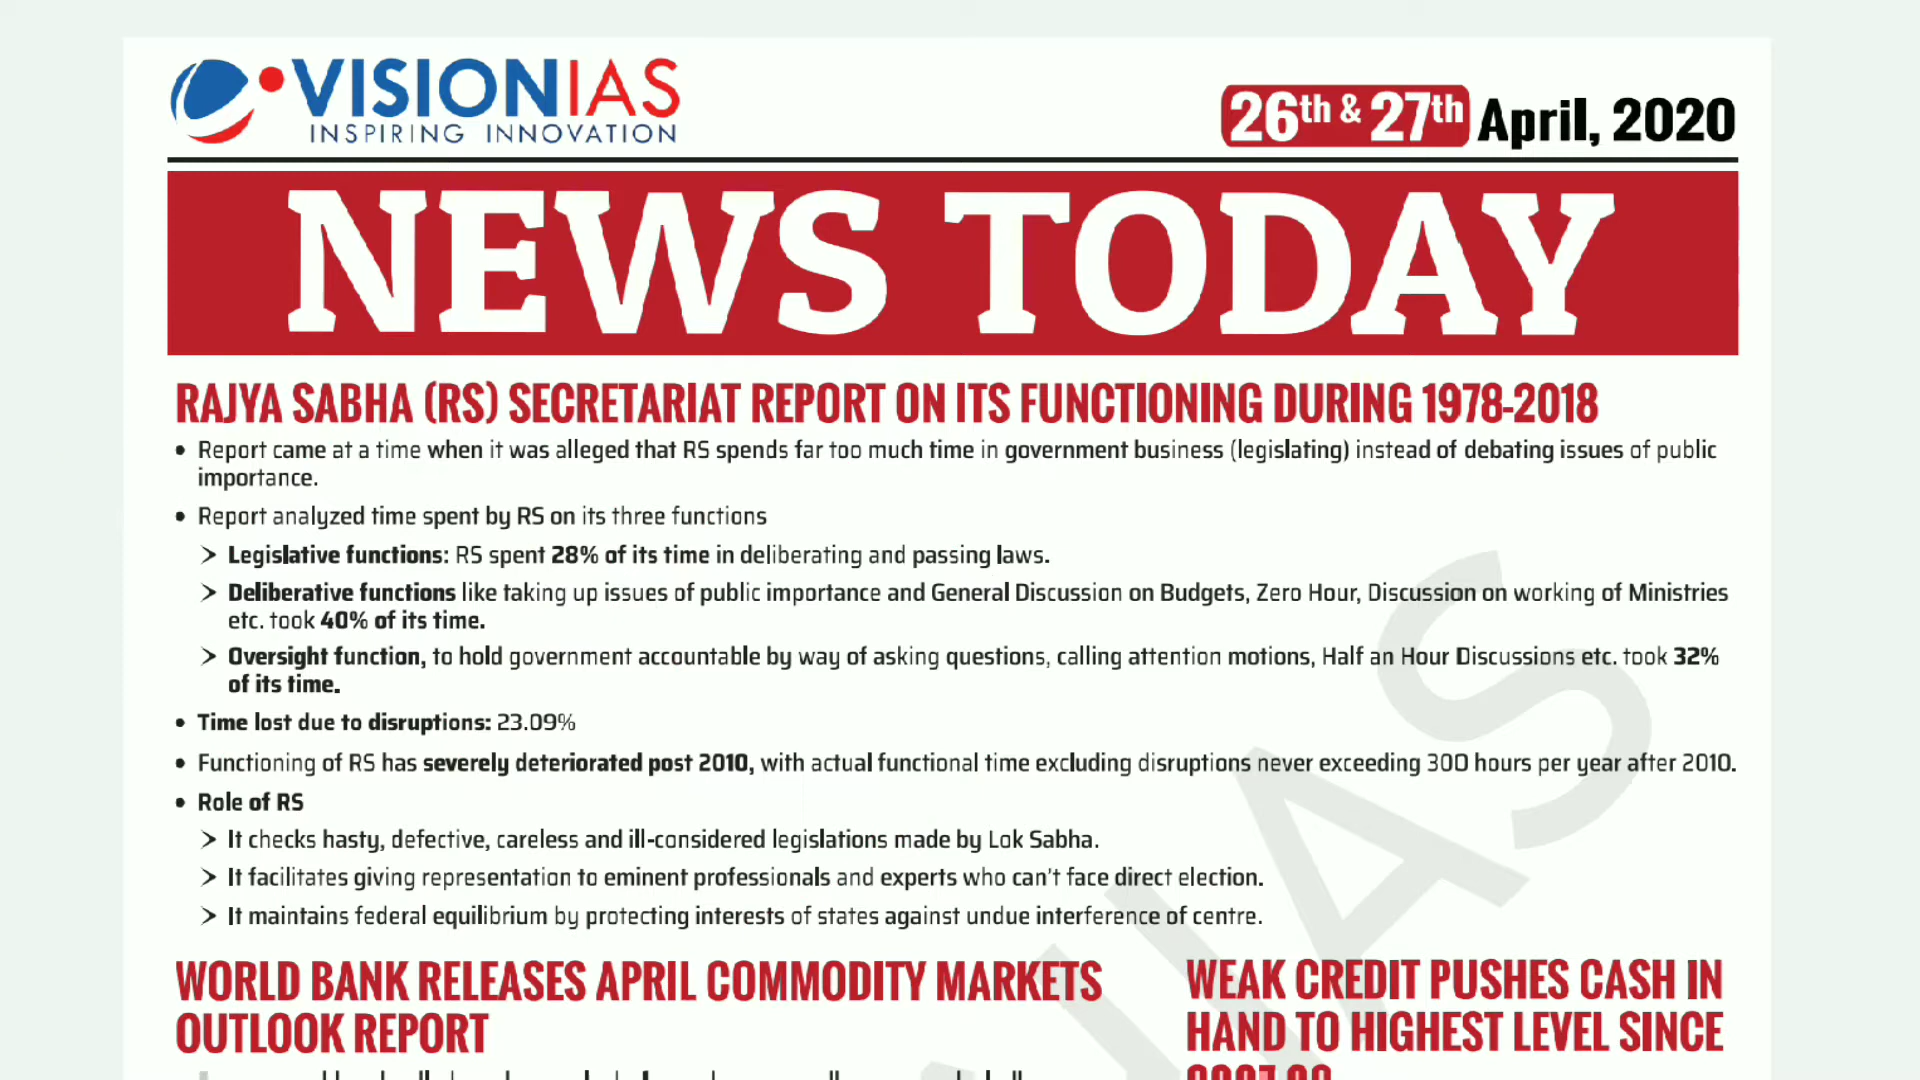 VISIONIAS
INSPIRING INNOVATION
26th & 27th April, 2020
NEWS TODAY
RAJYA SABHA (RS) SECRETARIAT REPORT ON ITS FUNCTIONING DURING 1978-2018
• Report came at a time when it was alleged that RS spends far too much time in government business (legislating) instead of debating issues of public
importance.
• Report analyzed time spent by RS on its three functions
➢ Legislative functions: RS spent 28% of its time in deliberating and passing laws.
➢ Deliberative functions like taking up issues of public importance and General Discussion on Budgets, Zero Hour, Discussion on working of Ministries
etc. took 40% of its time.
➢ Oversight function, to hold government accountable by way of asking questions, calling attention motions, Half an Hour Discussions etc. took 32%
of its time.
• Time lost due to disruptions: 23.09%
• Functioning of RS has severely deteriorated post 2010, with actual functional time excluding disruptions never exceeding 300 hours per year after 2010.
• Role of RS
➢ It checks hasty, defective, careless and ill-considered legislations made by Lok Sabha.
➢ It facilitates giving representation to eminent professionals and experts who can't face direct election.
➢ It maintains federal equilibrium by protecting interests of states against undue interference of centre.
WORLD BANK RELEASES APRIL COMMODITY MARKETS
OUTLOOK REPORT
WEAK CREDIT PUSHES CASH IN
HAND TO HIGHEST LEVEL SINCE
IAS